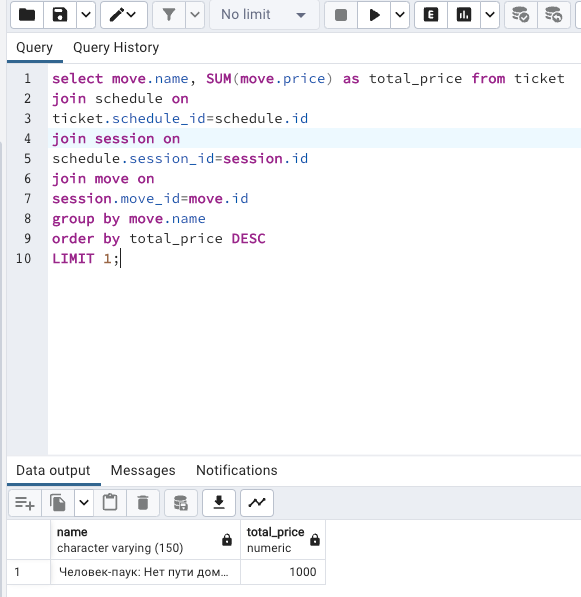 No limit
E
Query Query History
1 select move.name, SUM(move.price) as total_price from ticket
2 join schedule on
3 ticket.schedule_id=schedule.id
4 join session on
5 schedule.session_id=session.id
6 join move on
7 session.move_id=move.id
8 group by move.name
9 order by total_price DESC
10 LIMIT 1;
Data output Messages Notifications
name total_price
character varying (150) numeric
1 Человек-паук: Нет пути дом... 1000